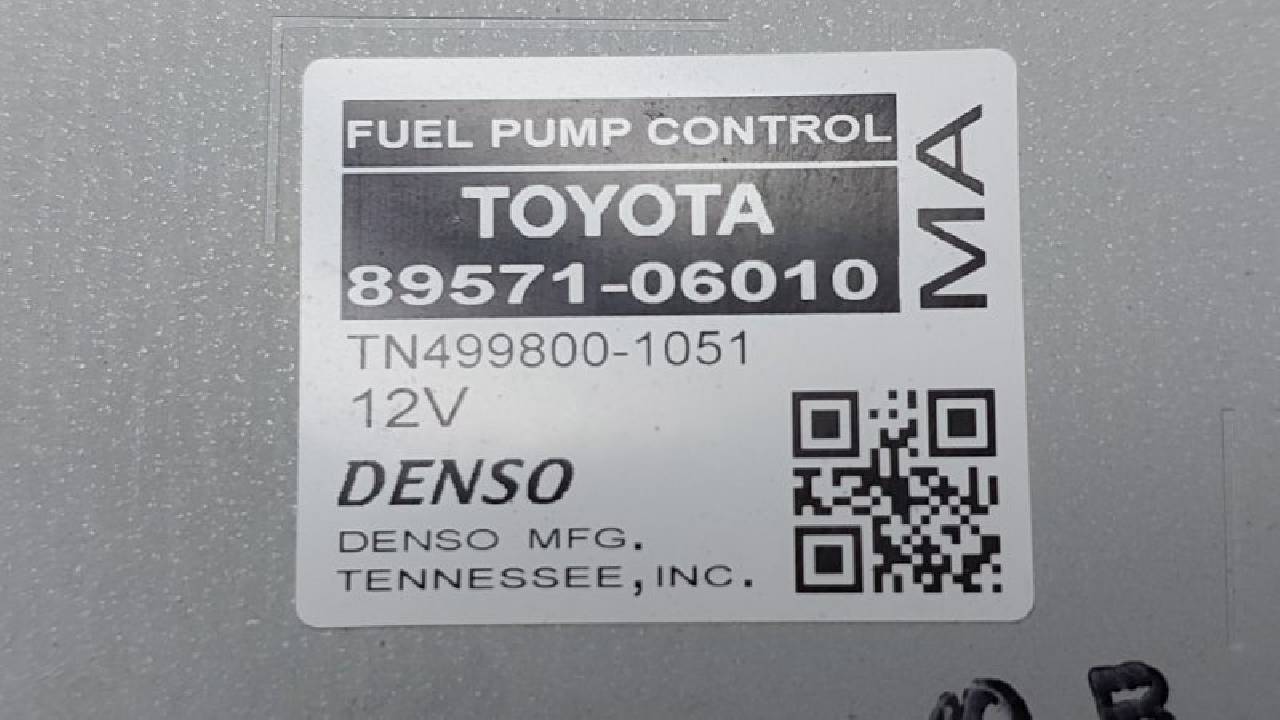 FUEL PUMP CONTROL
TOYOTA
89571-06010
MA
TN499800-1051
12V
DENSO
DENSO MFG.
TENNESSEE, INC.